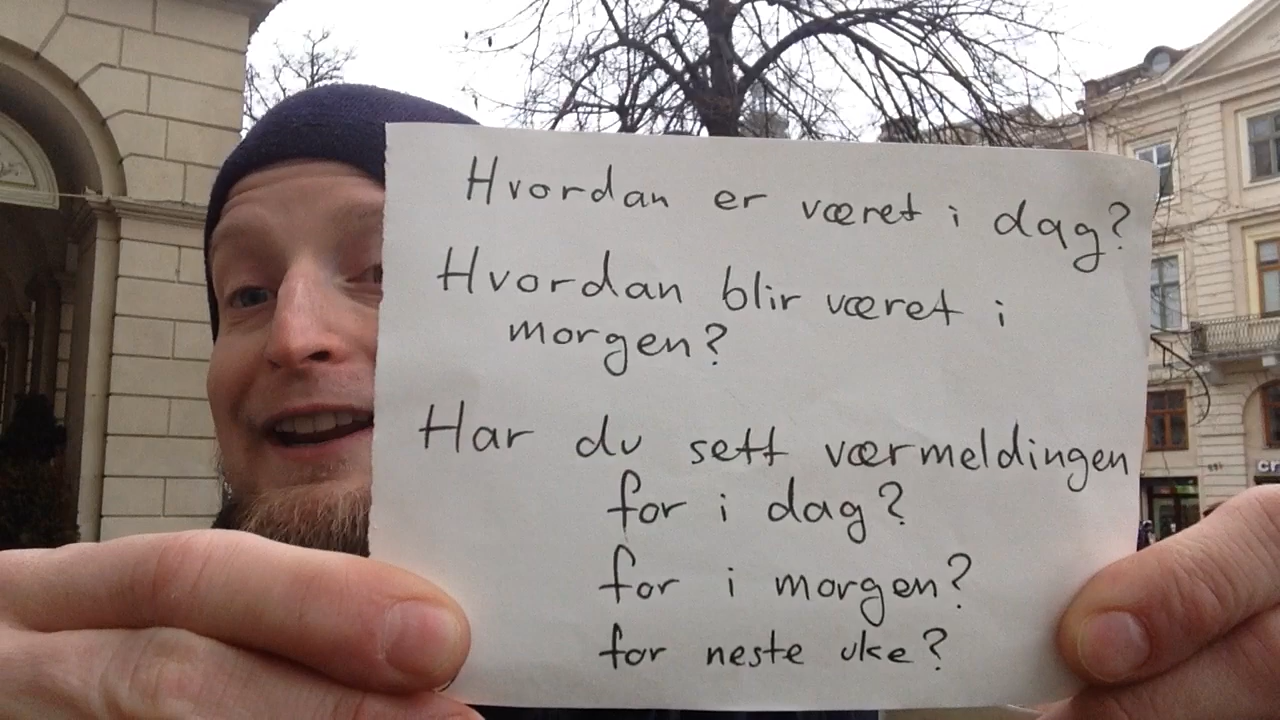 Hvordan er været i dag?
Hvordan blir været i
morgen?
Har du sett værmeldingen
for i dag?
for i morgen?
for neste uke?